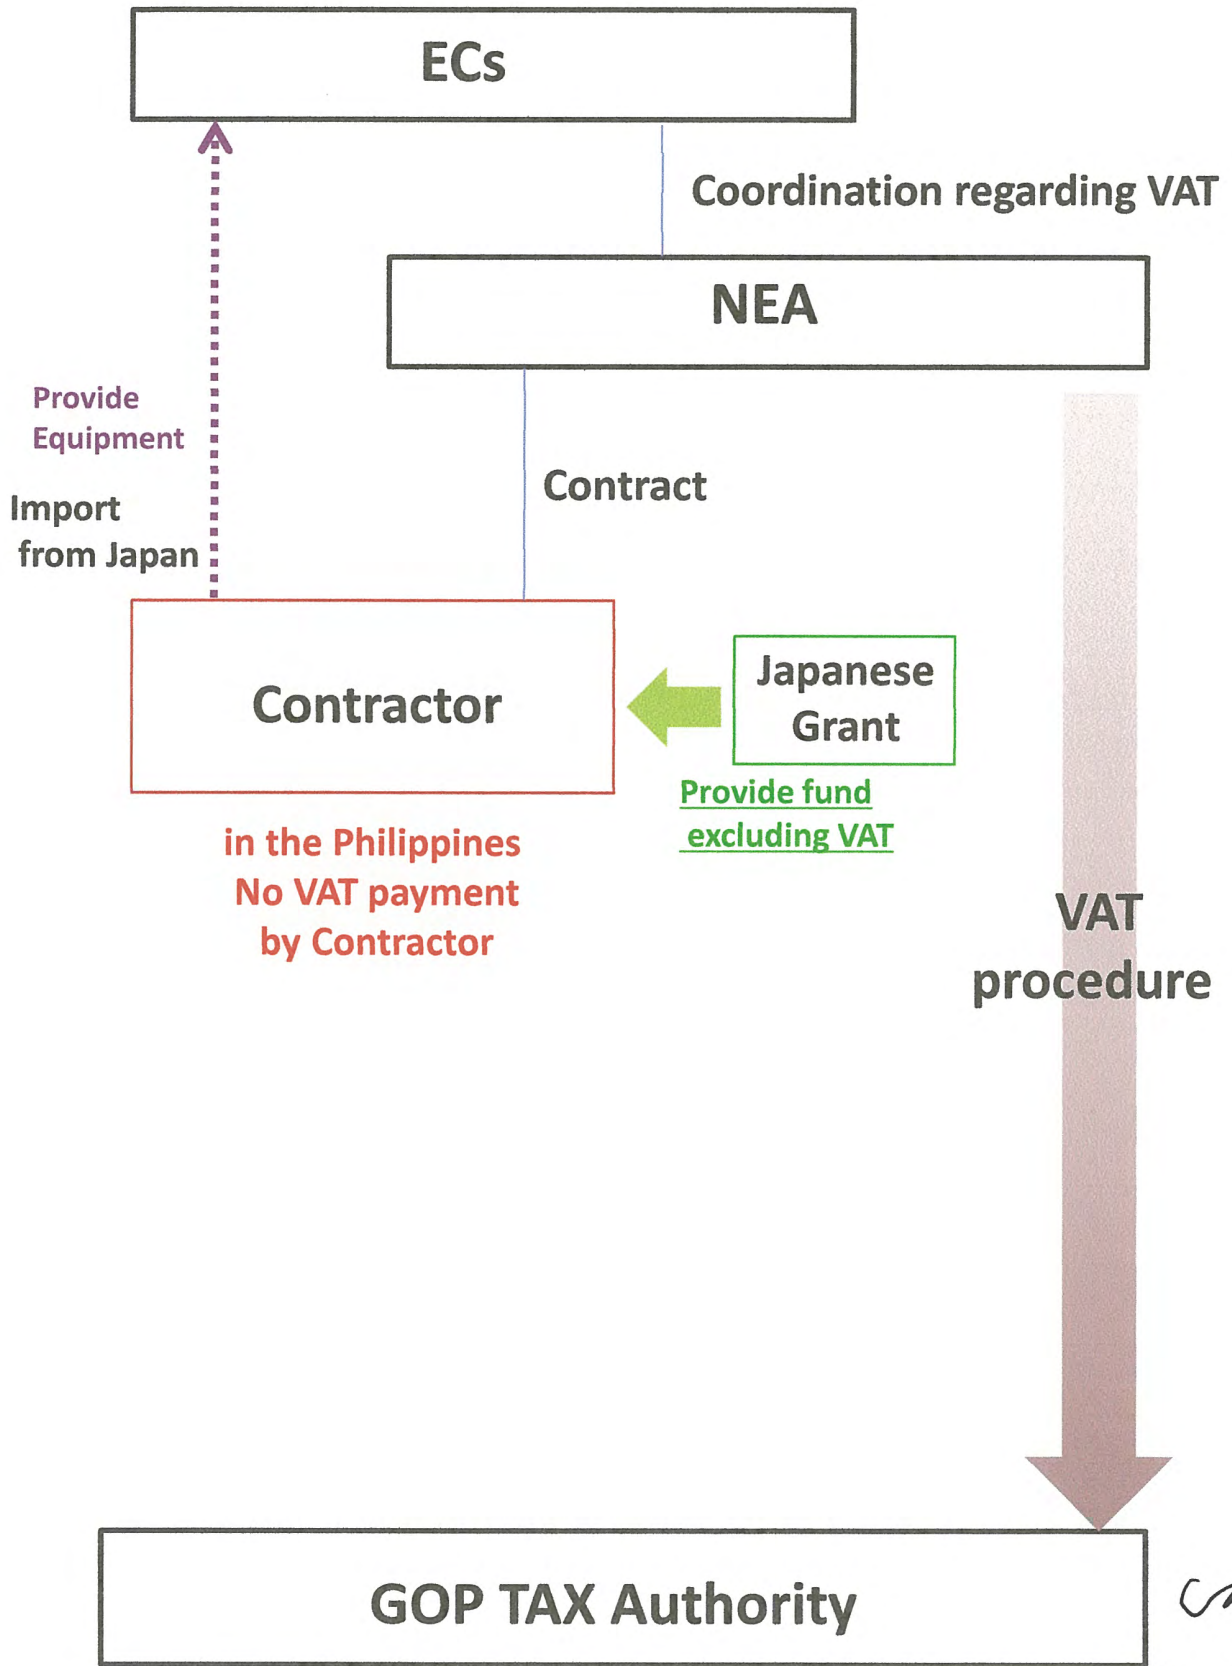 ECs
Coordination regarding VAT
NEA
Provide
Equipment
Import
from Japan
Contract
Contractor
Japanese
Grant
Provide fund
excluding VAT
in the Philippines
No VAT payment
by Contractor
VAT
procedure
GOP TAX Authority